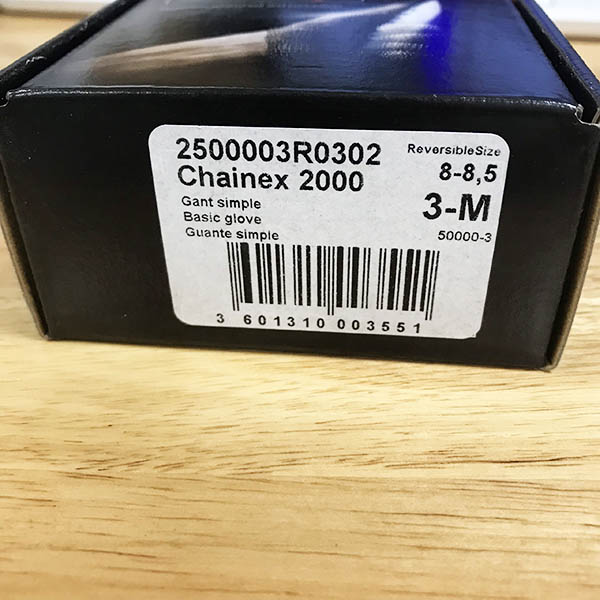 2500003R0302
Chainex 2000
Gant simple
Basic glove
Guante simple
ReversibleSize
8-8,5
3-M
50000-3
3 601310 003551